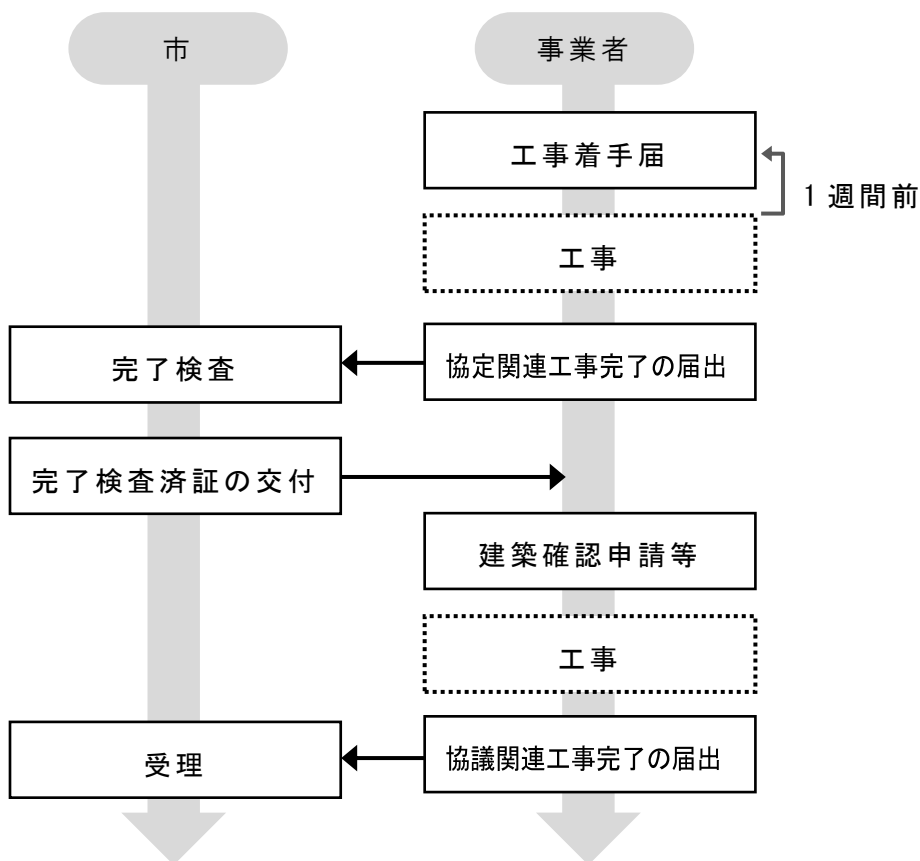 市
事業者
工事着手届
1週間前
工事
完了検査
協定関連工事完了の届出
完了検査済証の交付
建築確認申請等
工事
受理
協議関連工事完了の届出